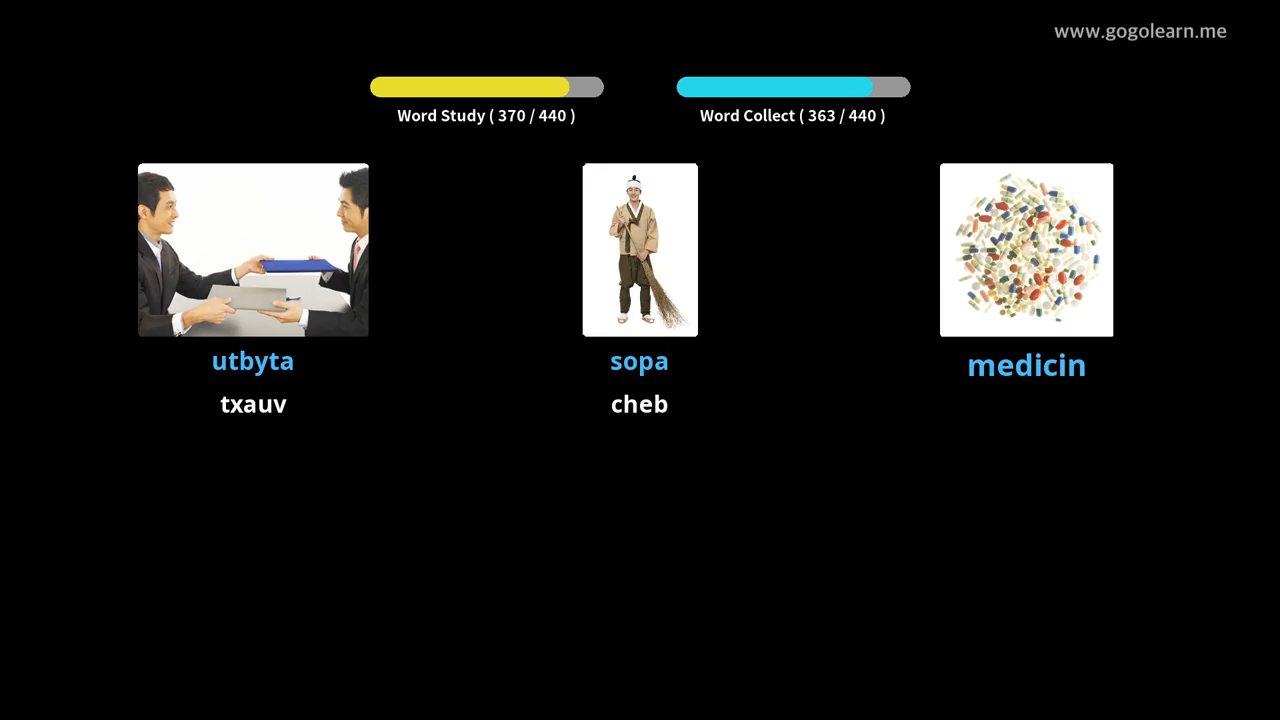 www.gogolearn.me
Word Study ( 370 / 440 )
Word Collect ( 363 / 440 )
utbyta
sopa
medicin
txauv
cheb